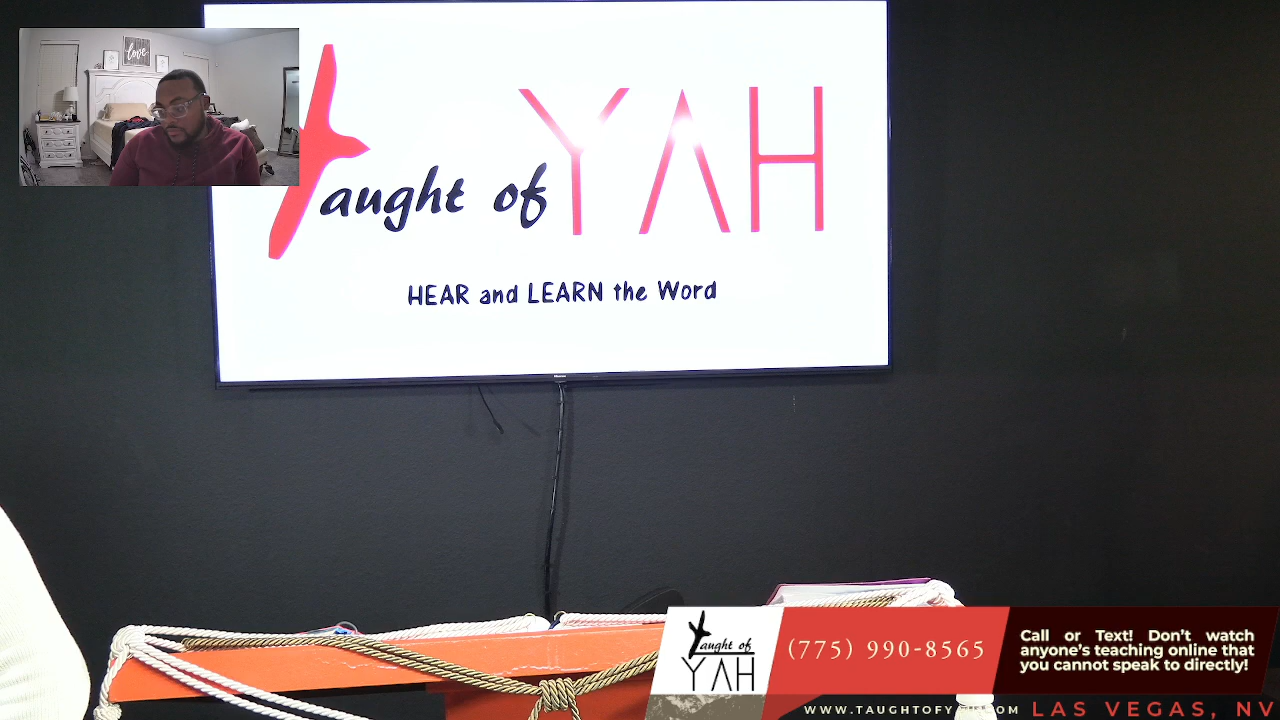 love
taught of YAH
HEAR and LEARN the Word
Hisense
taught of
YAH
(775) 990-8565
Call or Text! Don't watch
anyone's teaching online that
you cannot speak to directly!
LAS VEGAS, NV